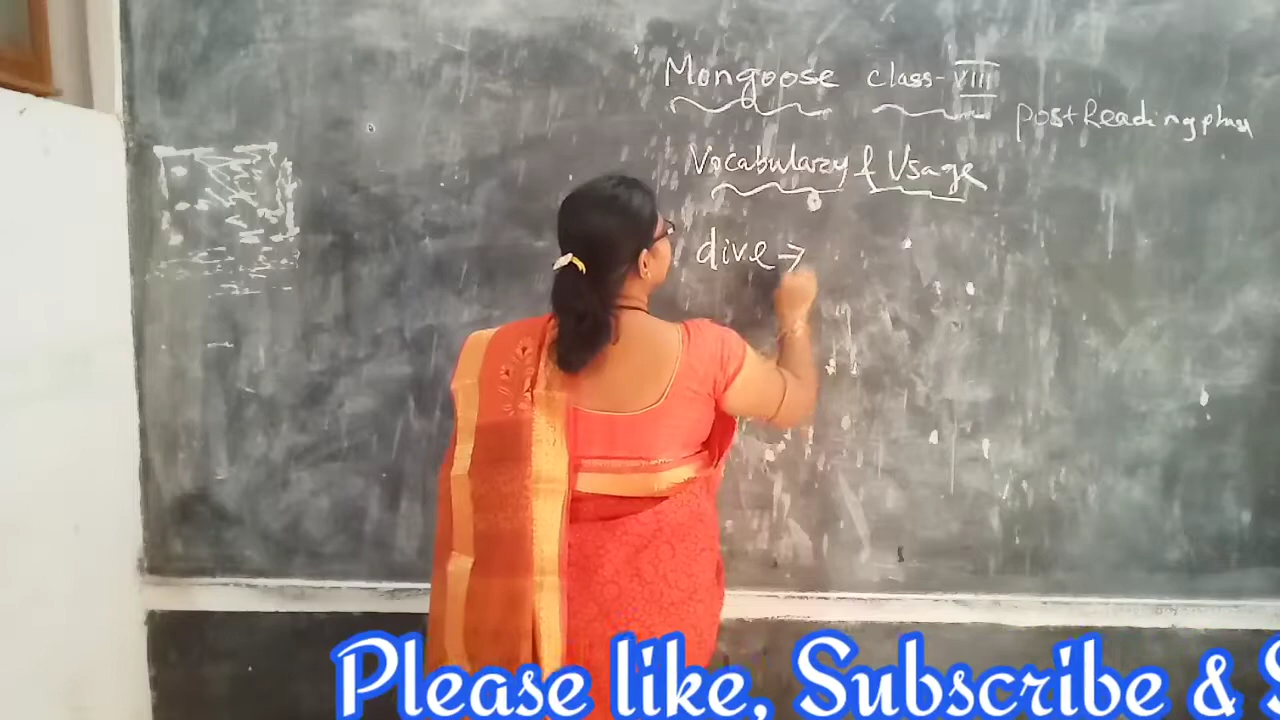 Mongoose class-VIII
post Reading phase
Vocabulary & Usage
dive →
Please like, Subscribe & S